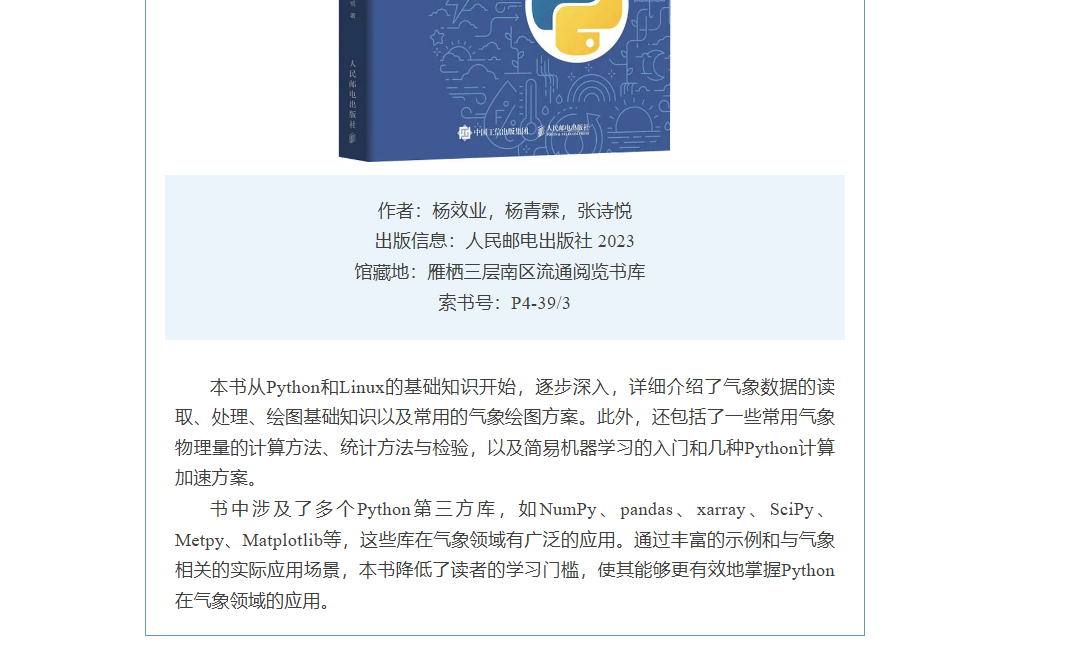 著
人民邮电出版社
中国工信出版集团 人民邮电出版社
POSTS & TELECOM PRESS
作者：杨效业，杨青霖，张诗悦
出版信息：人民邮电出版社 2023
馆藏地：雁栖三层南区流通阅览书库
索书号：P4-39/3
本书从Python和Linux的基础知识开始，逐步深入，详细介绍了气象数据的读
取、处理、绘图基础知识以及常用的气象绘图方案。此外，还包括了一些常用气象
物理量的计算方法、统计方法与检验，以及简易机器学习的入门和几种Python计算
加速方案。
书中涉及了多个Python第三方库，如NumPy、pandas、xarray、SciPy、
Metpy、Matplotlib等，这些库在气象领域有广泛的应用。通过丰富的示例和与气象
相关的实际应用场景，本书降低了读者的学习门槛，使其能够更有效地掌握Python
在气象领域的应用。